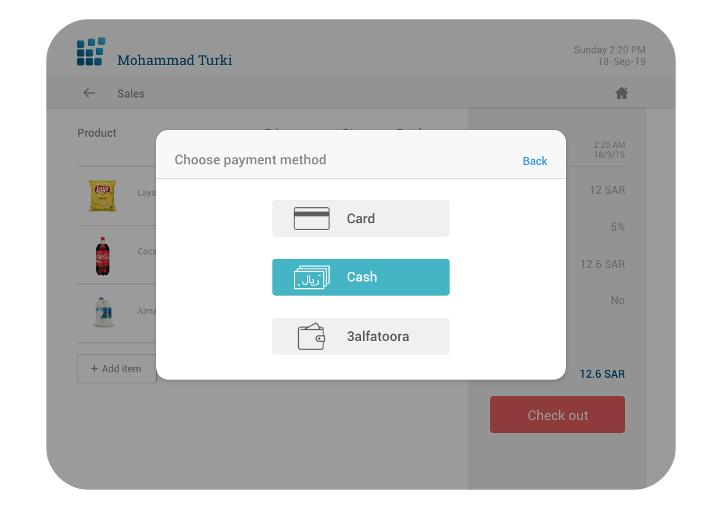 Sunday 2:20 PM
18-Sep-19
Mohammad Turki
Sales
Product
Choose payment method
Back
2:20 AM
18/9/19
Card
Lays
12 SAR
5%
Coca
Cash
ريال
12.6 SAR
No
Alma
3alfatoora
+ Add item
12.6 SAR
Check out